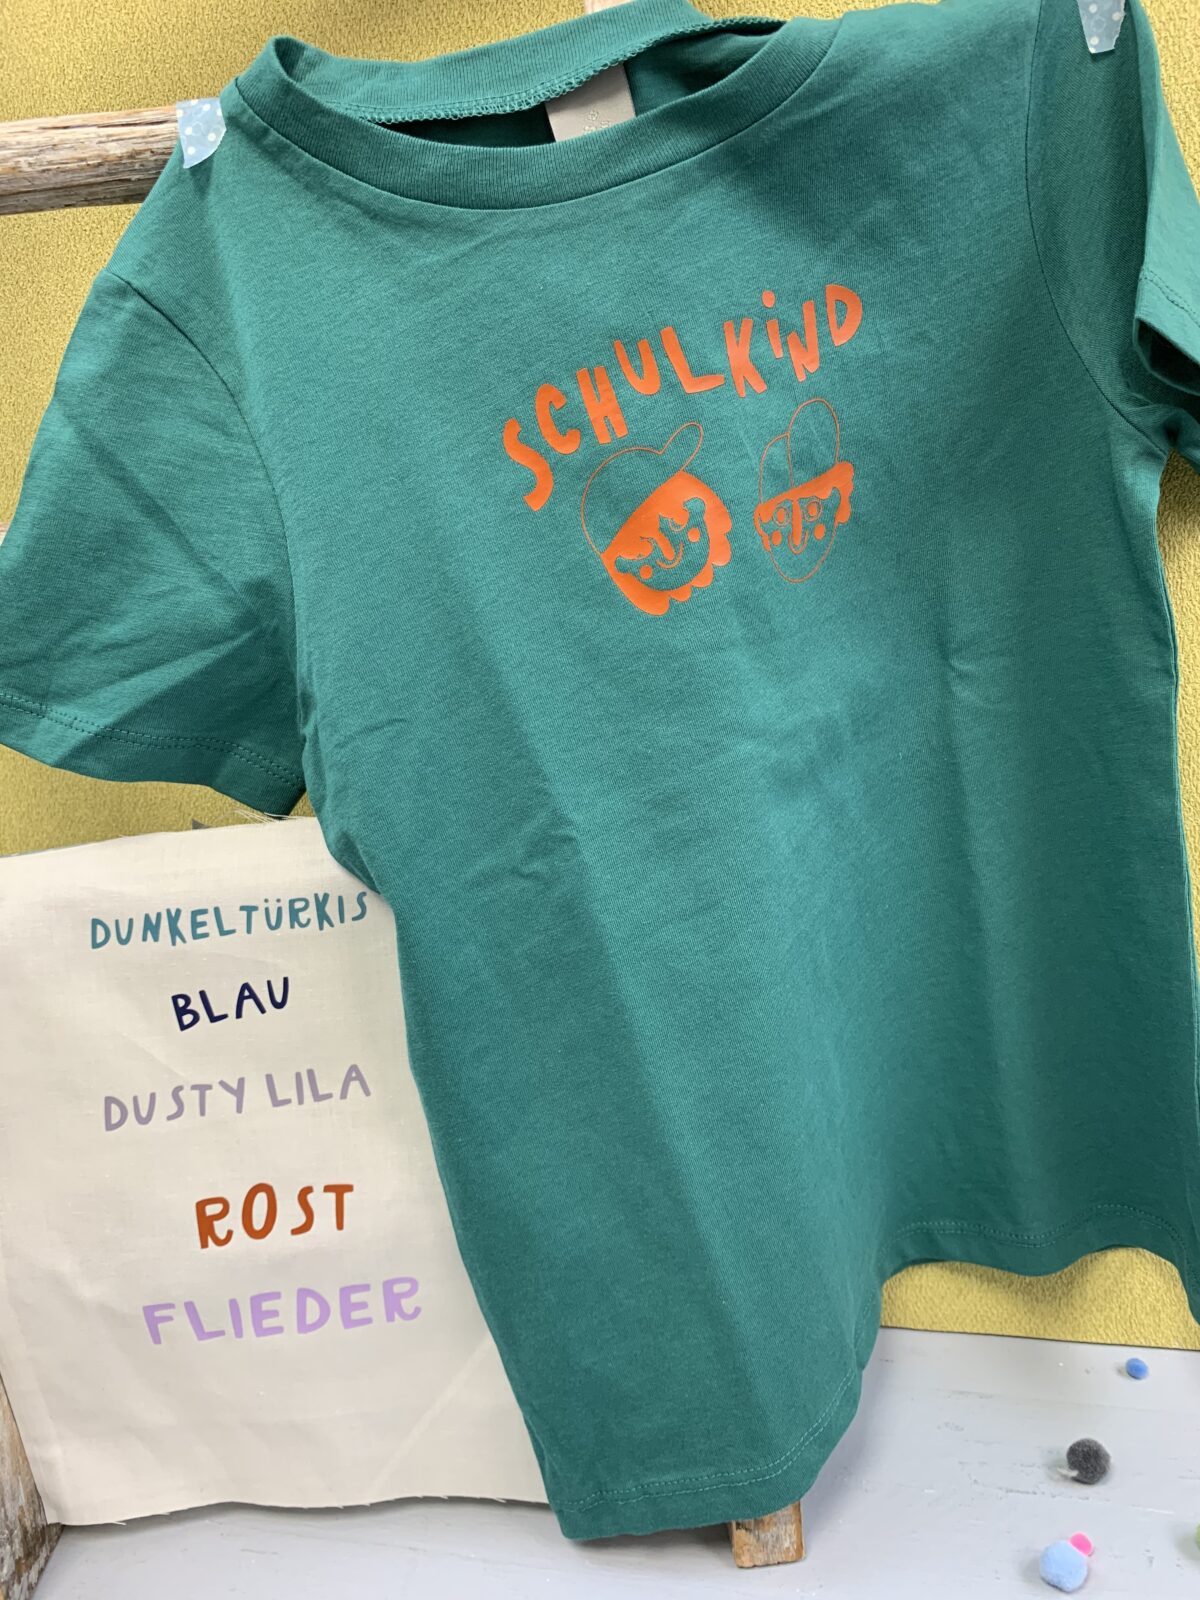 SCHULKiND
DUNKELTÜRKIS
BLAU
DUSTY LILA
ROST
FLIEDER